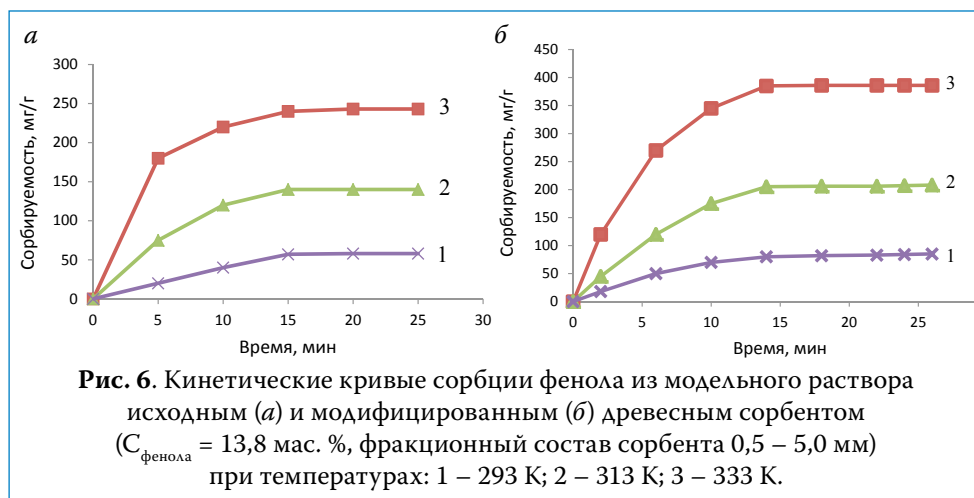 а
300
250
200
150
100
50
0
Сорбируемость, мг/г
3
2
1
0 5 10 15 20 25 30
Время, мин
б
450
400
350
300
250
200
150
100
50
0
Сорбируемость, мг/г
3
2
1
0 5 10 15 20 25
Время, мин
Рис. 6. Кинетические кривые сорбции фенола из модельного раствора
исходным (а) и модифицированным (б) древесным сорбентом
(Cфенола = 13,8 мас. %, фракционный состав сорбента 0,5 – 5,0 мм)
при температурах: 1 – 293 К; 2 – 313 К; 3 – 333 К.